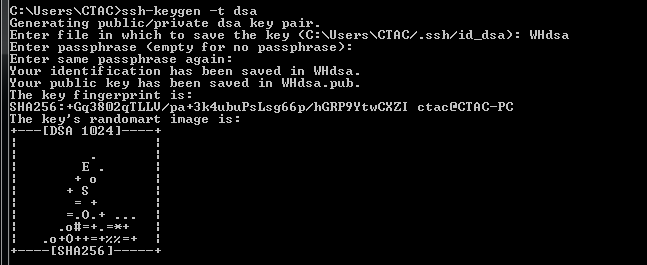 C:\Users\CTAC>ssh-keygen -t dsa
Generating public/private dsa key pair.
Enter file in which to save the key (C:\Users\CTAC/.ssh/id_dsa): WHdsa
Enter passphrase (empty for no passphrase):
Enter same passphrase again:
Your identification has been saved in WHdsa.
Your public key has been saved in WHdsa.pub.
The key fingerprint is:
SHA256:+Gq3802qTLLV/pa+3k4ubuPsLsg66p/hGRP9YtwCXZI ctac@CTAC-PC
The key's randomart image is:
+---[DSA 1024]----+
|                 |
|         .       |
|        E .      |
|       + o       |
|      + S        |
|       = +       |
|      =.O.+ ...  |
|     .o#=+.=*+   |
|   .o+O++=+%%=+  |
+----[SHA256]-----+